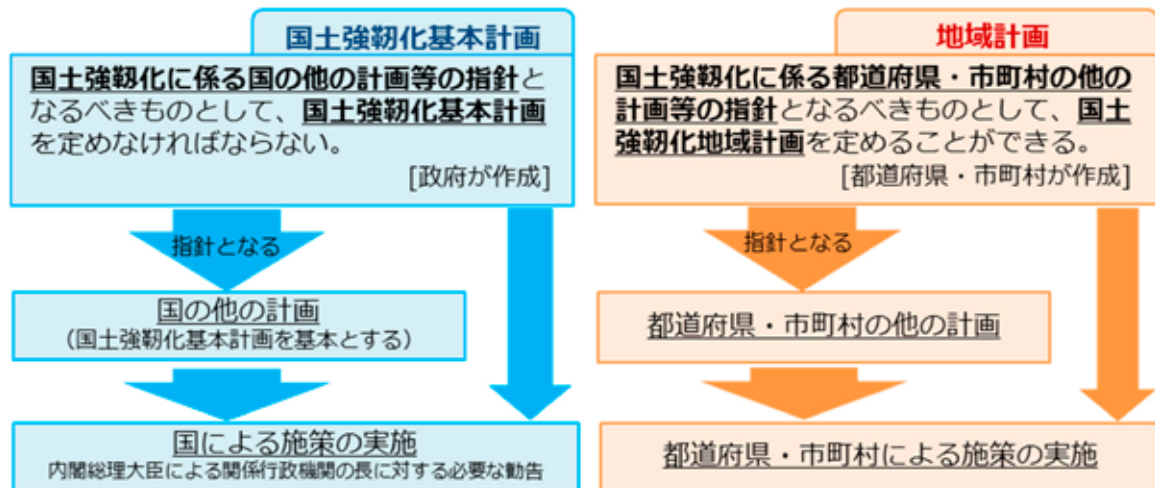 国土強靱化基本計画
国土強靱化に係る国の他の計画等の指針と
なるべきものとして、国土強靱化基本計画
を定めなければならない。
[政府が作成]
指針となる
国の他の計画
（国土強靱化基本計画を基本とする）
国による施策の実施
内閣総理大臣による関係行政機関の長に対する必要な勧告
地域計画
国土強靱化に係る都道府県・市町村の他の
計画等の指針となるべきものとして、国土
強靱化地域計画を定めることができる。
[都道府県・市町村が作成]
指針となる
都道府県・市町村の他の計画
都道府県・市町村による施策の実施